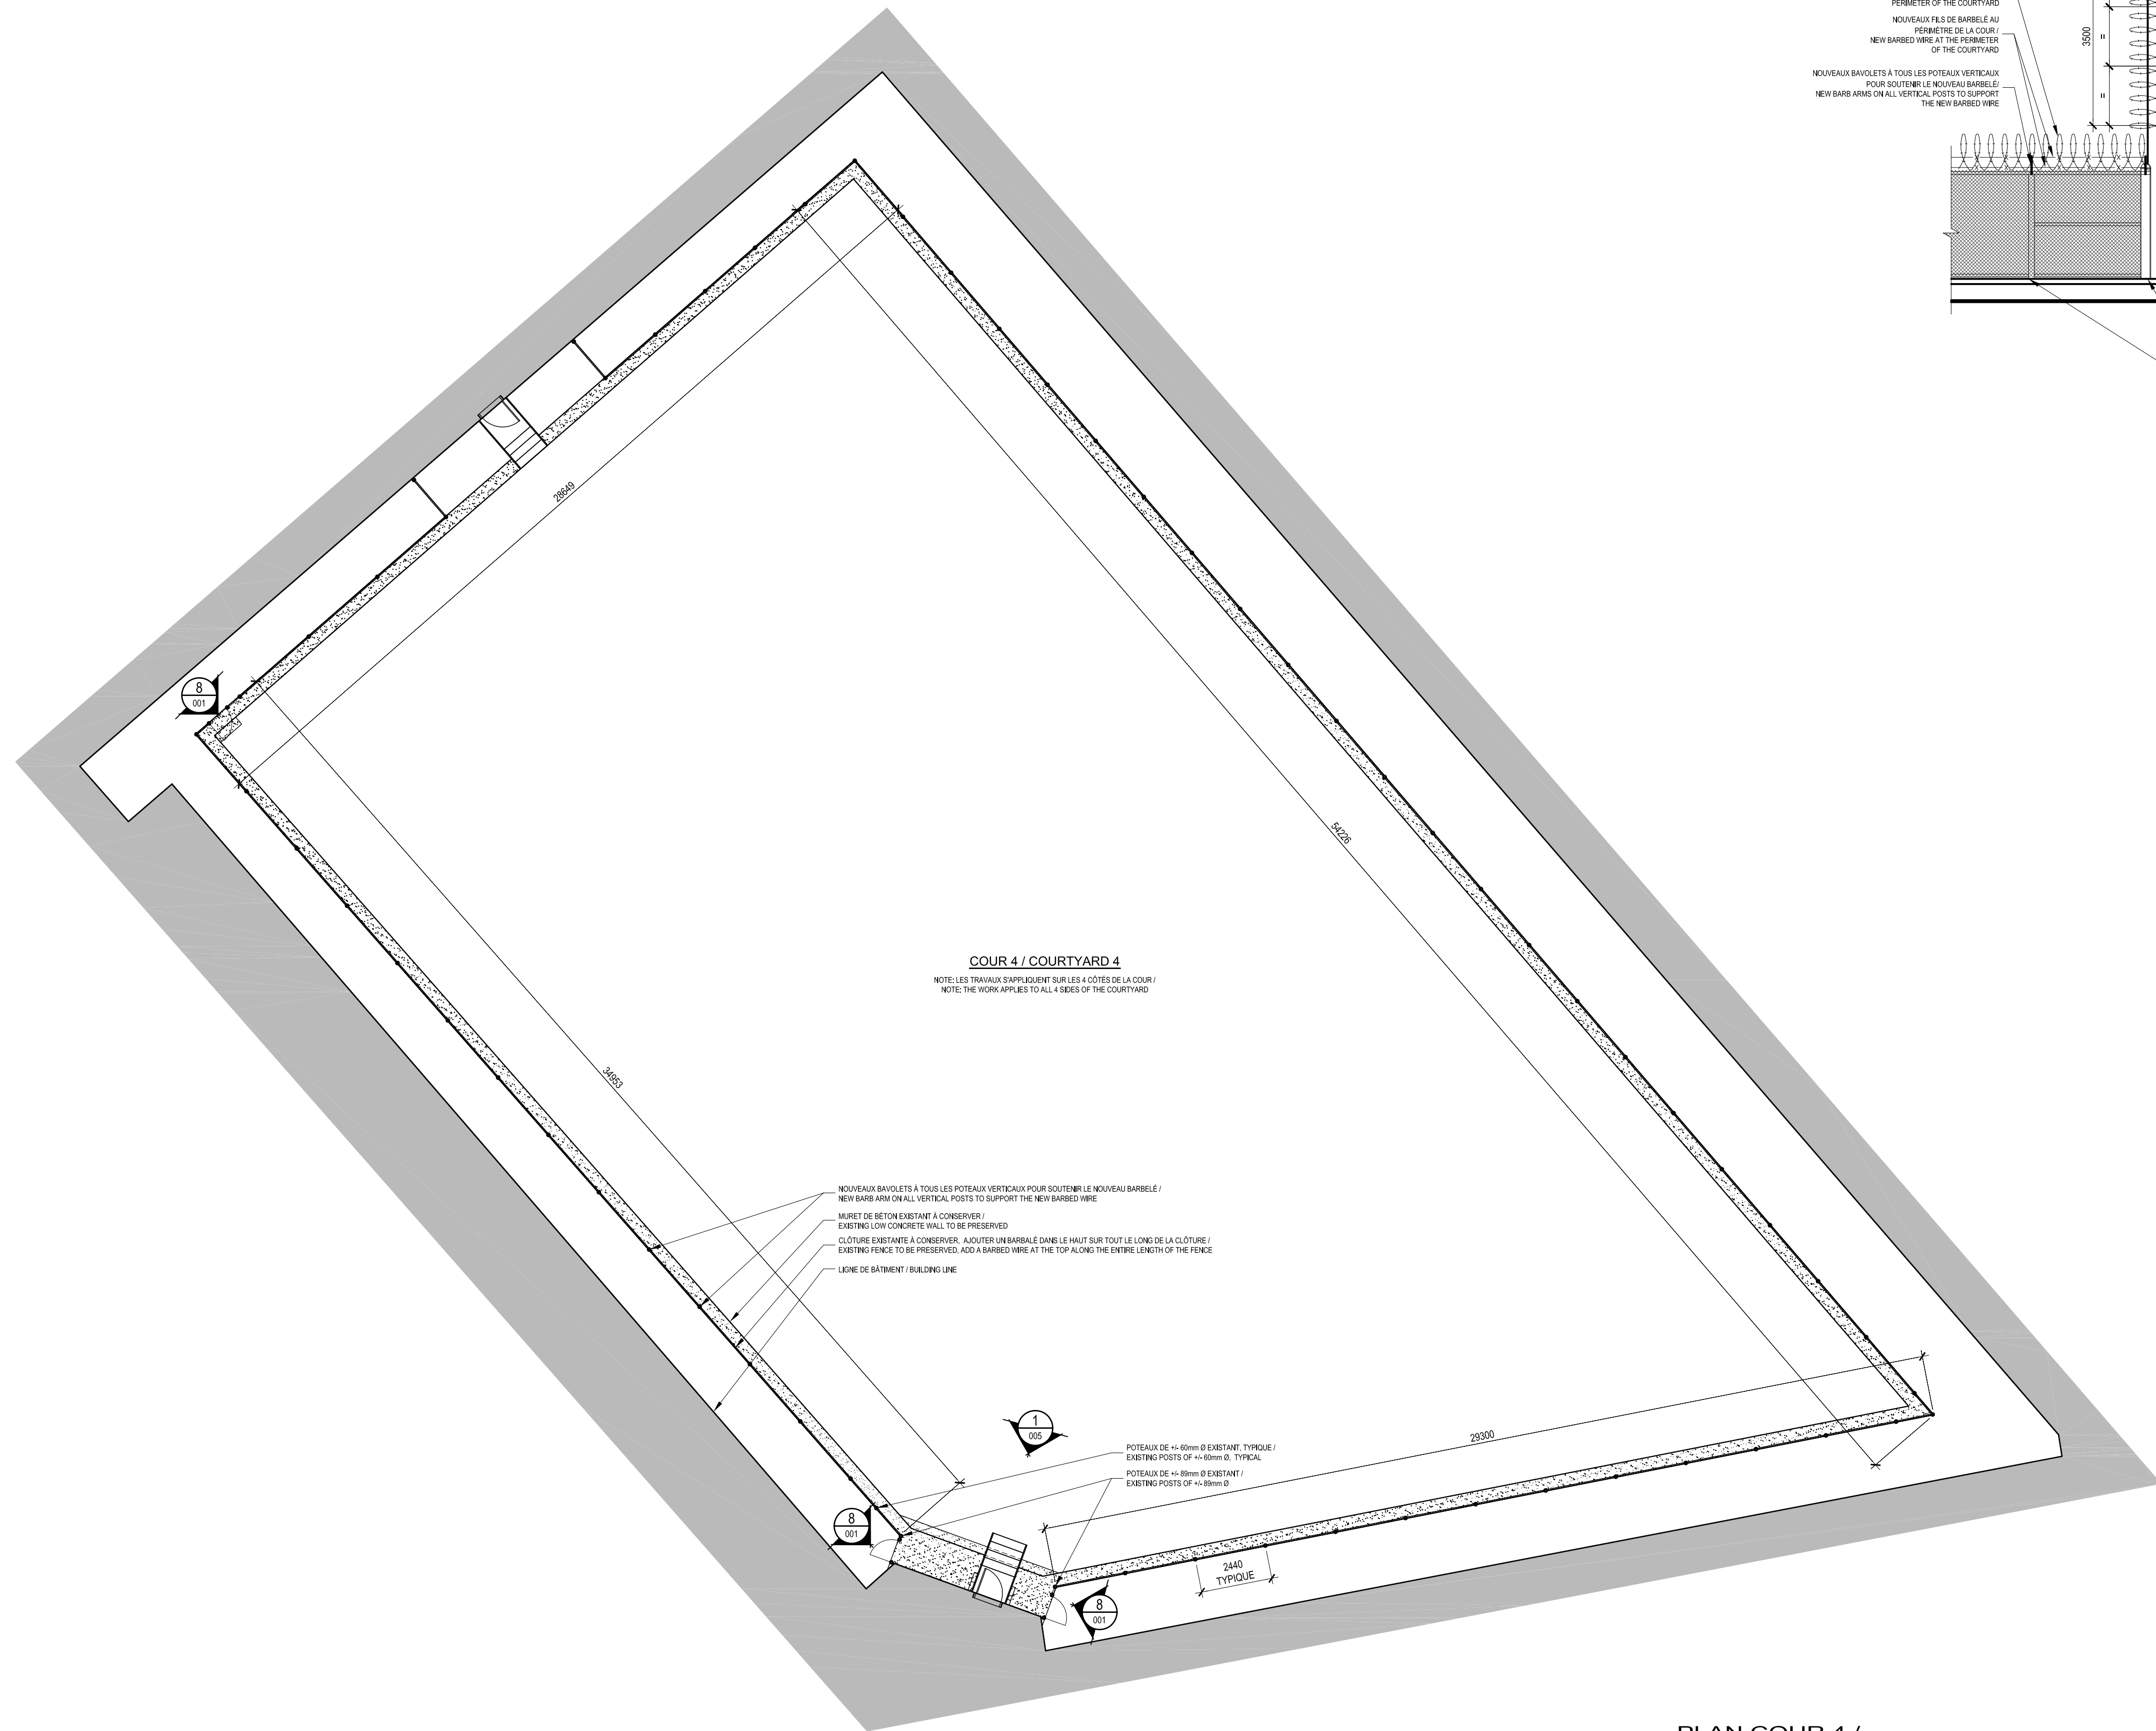 PERIMETER OF THE COURTYARD
NOUVEAUX FILS DE BARBELÉ AU
PÉRIMÈTRE DE LA COUR /
NEW BARBED WIRE AT THE PERIMETER
OF THE COURTYARD
NOUVEAUX BAVOLETS À TOUS LES POTEAUX VERTICAUX
POUR SOUTENIR LE NOUVEAU BARBELÉ/
NEW BARB ARMS ON ALL VERTICAL POSTS TO SUPPORT
THE NEW BARBED WIRE
3500
=
=
28649
8
001
54226
COUR 4 / COURTYARD 4
NOTE: LES TRAVAUX S'APPLIQUENT SUR LES 4 CÔTÉS DE LA COUR /
NOTE: THE WORK APPLIES TO ALL 4 SIDES OF THE COURTYARD
34953
NOUVEAUX BAVOLETS À TOUS LES POTEAUX VERTICAUX POUR SOUTENIR LE NOUVEAU BARBELÉ /
NEW BARB ARM ON ALL VERTICAL POSTS TO SUPPORT THE NEW BARBED WIRE
MURET DE BÉTON EXISTANT À CONSERVER /
EXISTING LOW CONCRETE WALL TO BE PRESERVED
CLÔTURE EXISTANTE À CONSERVER, AJOUTER UN BARBALÉ DANS LE HAUT SUR TOUT LE LONG DE LA CLÔTURE /
EXISTING FENCE TO BE PRESERVED, ADD A BARBED WIRE AT THE TOP ALONG THE ENTIRE LENGTH OF THE FENCE
LIGNE DE BÂTIMENT / BUILDING LINE
1
005
POTEAUX DE +/- 60mm Ø EXISTANT, TYPIQUE /
EXISTING POSTS OF +/- 60mm Ø, TYPICAL
POTEAUX DE +/- 89mm Ø EXISTANT /
EXISTING POSTS OF +/- 89mm Ø
29300
8
001
2440
TYPIQUE
8
001
PLAN COUR 4 /